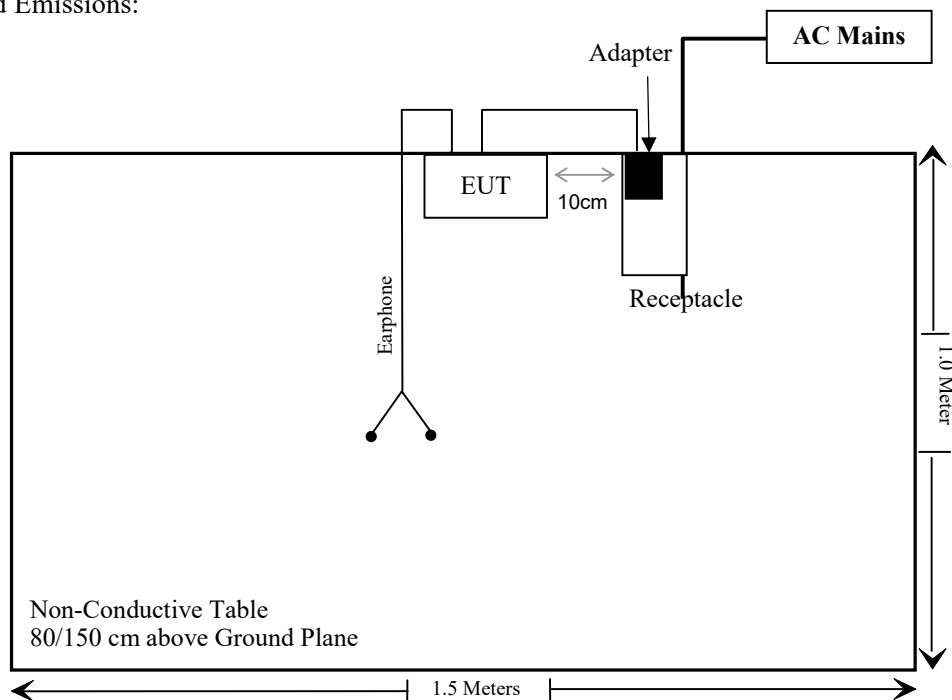 Emissions:
AC Mains
Adapter
EUT
10cm
Receptacle
Earphone
1.0 Meter
Non-Conductive Table
80/150 cm above Ground Plane
1.5 Meters